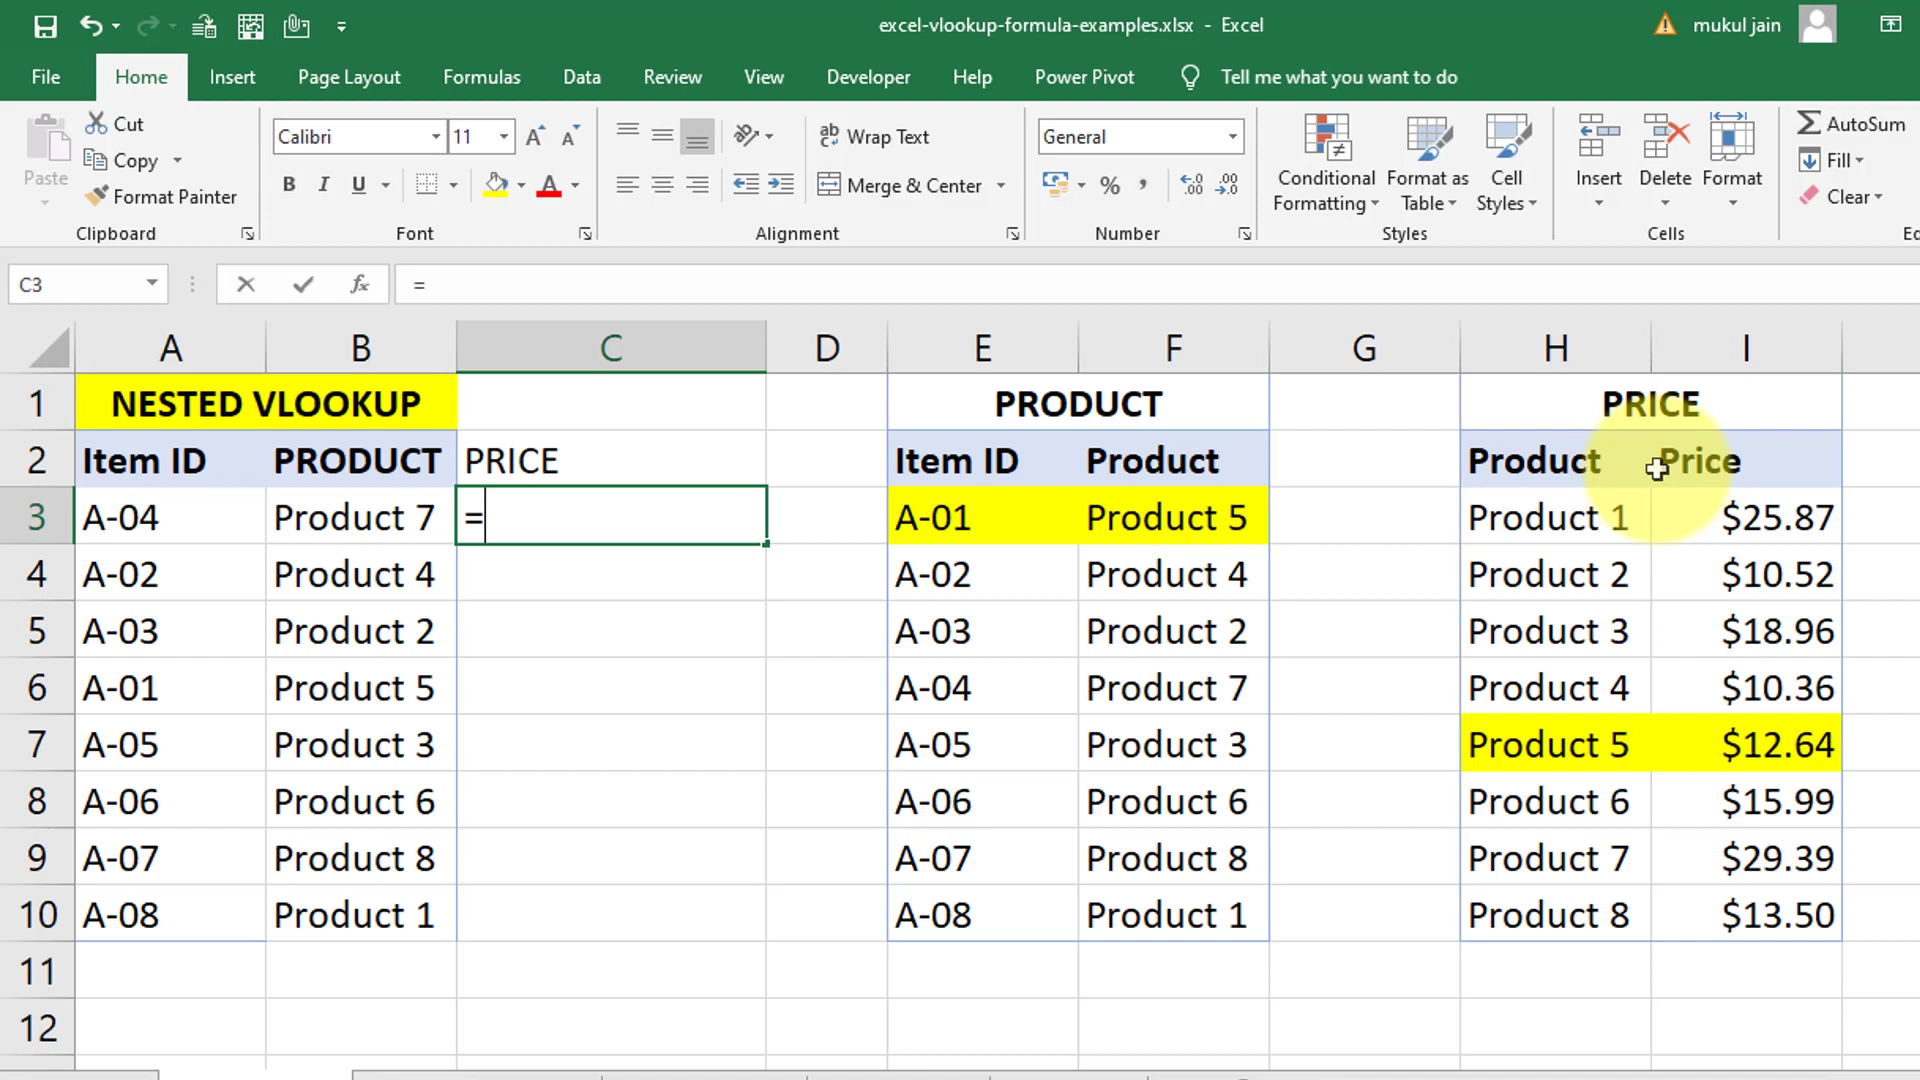 excel-vlookup-formula-examples.xlsx - Excel
mukul jain
File Home Insert Page Layout Formulas Data Review View Developer Help Power Pivot Tell me what you want to do
Paste
Cut
Copy
Format Painter
Clipboard
Calibri 11
B I U
Font
Wrap Text
Merge & Center
Alignment
General
%
Number
Conditional Formatting
Format as Table
Cell Styles
Styles
Insert
Delete
Format
Cells
AutoSum
Fill
Clear
C3 fx =
A B C D E F G H I
1 NESTED VLOOKUP PRODUCT PRICE
2 Item ID PRODUCT PRICE Item ID Product Product Price
3 A-04 Product 7 = A-01 Product 5 Product 1 $25.87
4 A-02 Product 4 A-02 Product 4 Product 2 $10.52
5 A-03 Product 2 A-03 Product 2 Product 3 $18.96
6 A-01 Product 5 A-04 Product 7 Product 4 $10.36
7 A-05 Product 3 A-05 Product 3 Product 5 $12.64
8 A-06 Product 6 A-06 Product 6 Product 6 $15.99
9 A-07 Product 8 A-07 Product 8 Product 7 $29.39
10 A-08 Product 1 A-08 Product 1 Product 8 $13.50
11
12